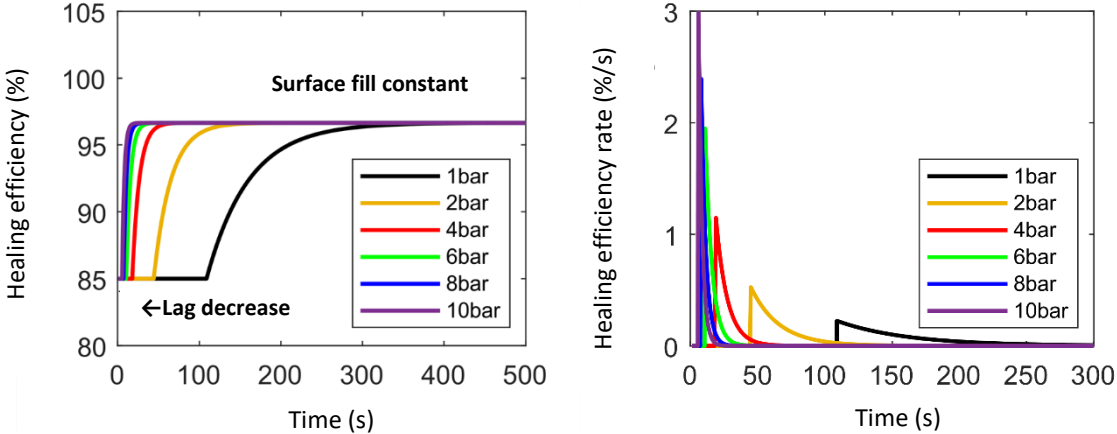 Healing efficiency (%)
105
100
95
90
85
80
Surface fill constant
←Lag decrease
1bar
2bar
4bar
6bar
8bar
10bar
0
100
200
300
400
500
Time (s)
Healing efficiency rate (%/s)
3
2
1
0
1bar
2bar
4bar
6bar
8bar
10bar
0
50
100
150
200
250
300
Time (s)